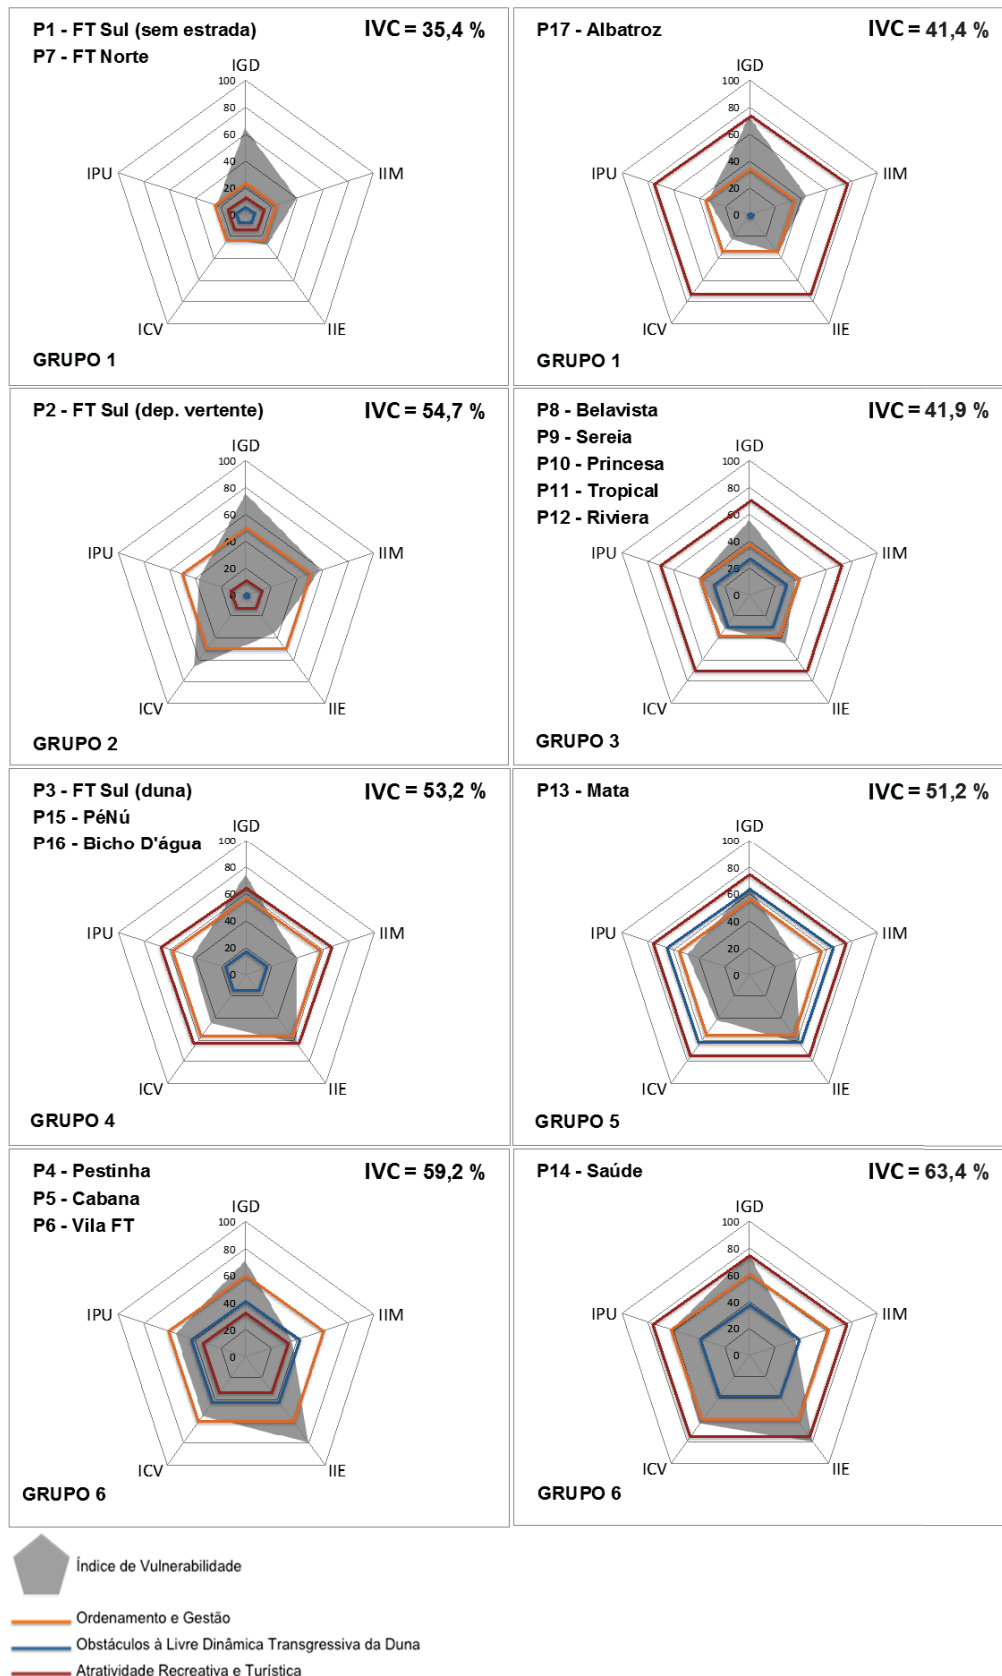 P1 - FT Sul (sem estrada) IVC = 35,4 %
P7 - FT Norte
IGD
100
80
60
40
20
0
IPU
IIM
ICV
IIE
GRUPO 1
P17 - Albatroz IVC = 41,4 %
IGD
100
80
60
40
20
0
IPU
IIM
ICV
IIE
GRUPO 1
P2 - FT Sul (dep. vertente) IVC = 54,7 %
IGD
100
80
60
40
20
0
IPU
IIM
ICV
IIE
GRUPO 2
P8 - Belavista IVC = 41,9 %
P9 - Sereia
P10 - Princesa
P11 - Tropical
P12 - Riviera
IGD
100
80
60
40
20
0
IPU
IIM
ICV
IIE
GRUPO 3
P3 - FT Sul (duna) IVC = 53,2 %
P15 - PéNú
P16 - Bicho D'água
IGD
100
80
60
40
20
0
IPU
IIM
ICV
IIE
GRUPO 4
P13 - Mata IVC = 51,2 %
IGD
100
80
60
40
20
0
IPU
IIM
ICV
IIE
GRUPO 5
P4 - Pestinha IVC = 59,2 %
P5 - Cabana
P6 - Vila FT
IGD
100
80
60
40
20
0
IPU
IIM
ICV
IIE
GRUPO 6
P14 - Saúde IVC = 63,4 %
IGD
100
80
60
40
20
0
IPU
IIM
ICV
IIE
GRUPO 6
Índice de Vulnerabilidade
Ordenamento e Gestão
Obstáculos à Livre Dinâmica Transgressiva da Duna
Atratividade Recreativa e Turística